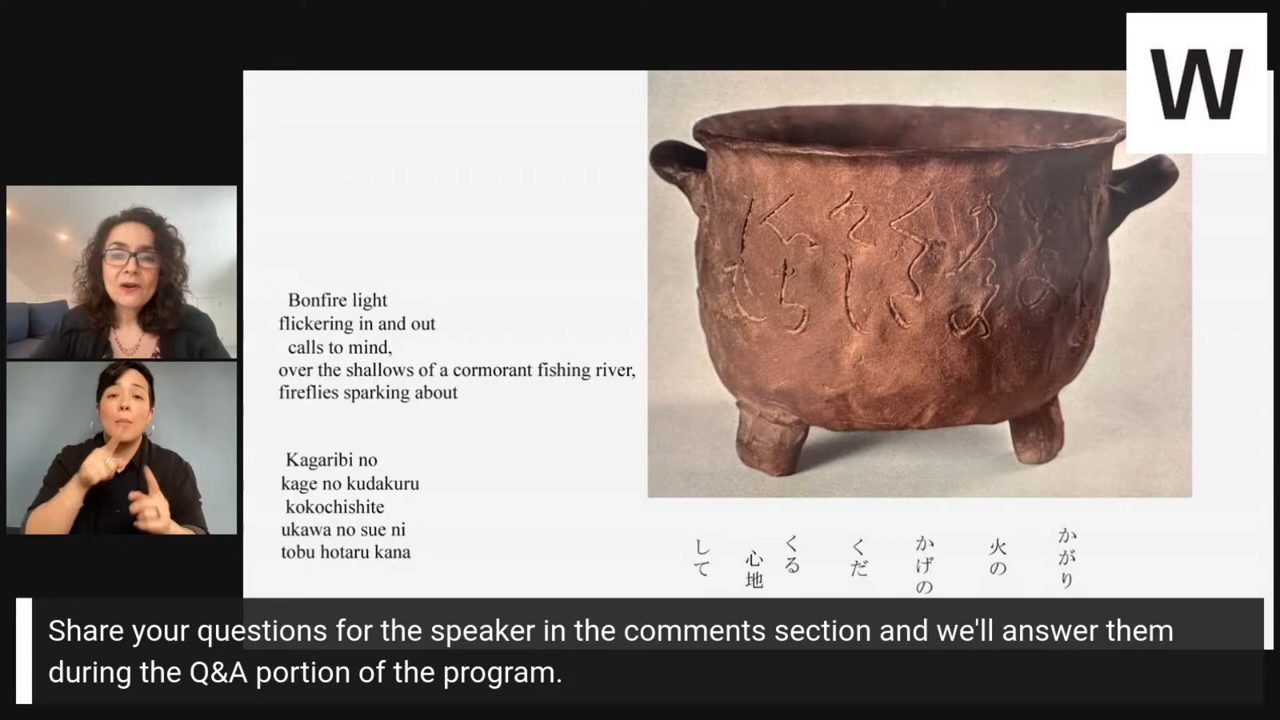 W
Bonfire light
flickering in and out
calls to mind,
over the shallows of a cormorant fishing river,
fireflies sparking about
Kagaribi no
kage no kudakuru
kokochishite
ukawa no sue ni
tobu hotaru kana
かがり
火の
かげの
くだ
くる
心地
して
Share your questions for the speaker in the comments section and we'll answer them
during the Q&A portion of the program.